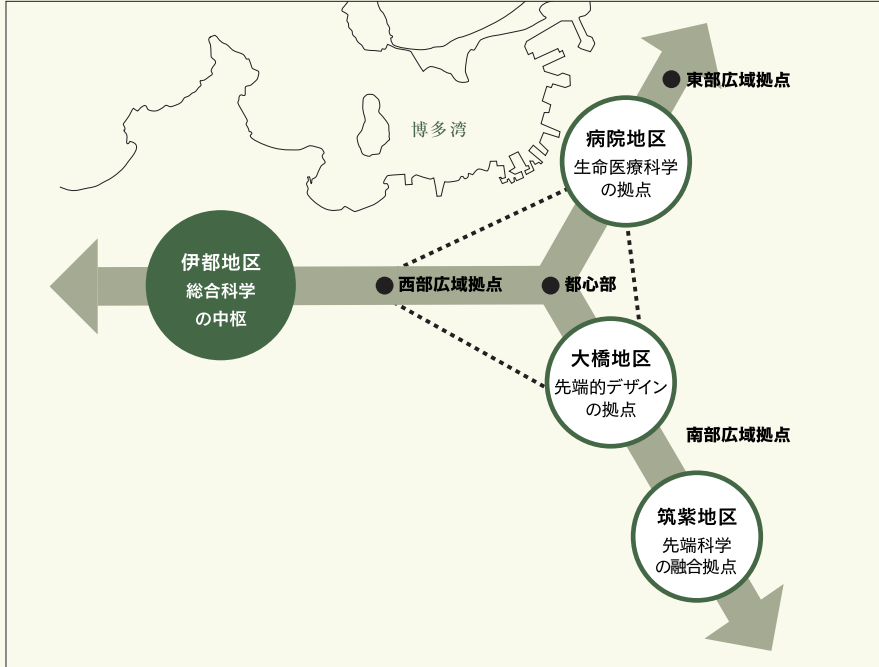 東部広域拠点
博多湾
病院地区
生命医療科学
の拠点
伊都地区
総合科学
の中枢
西部広域拠点
都心部
大橋地区
先端的デザイン
の拠点
南部広域拠点
筑紫地区
先端科学
の融合拠点